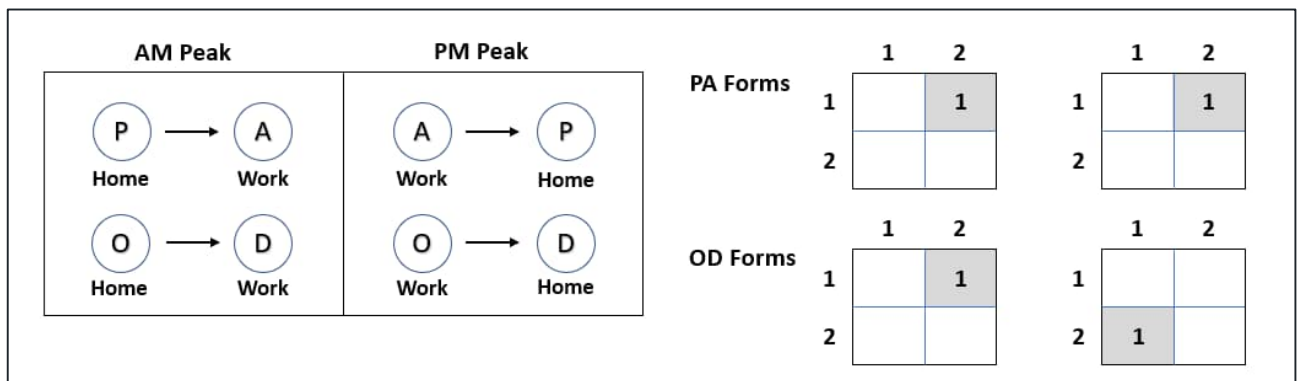 AM Peak PM Peak
P A A P
Home Work Work Home
O D O D
Home Work Work Home
PA Forms
1 2
1 1
2
1 2
1 1
2
OD Forms
1 2
1 1
2
1 2
1
2 1